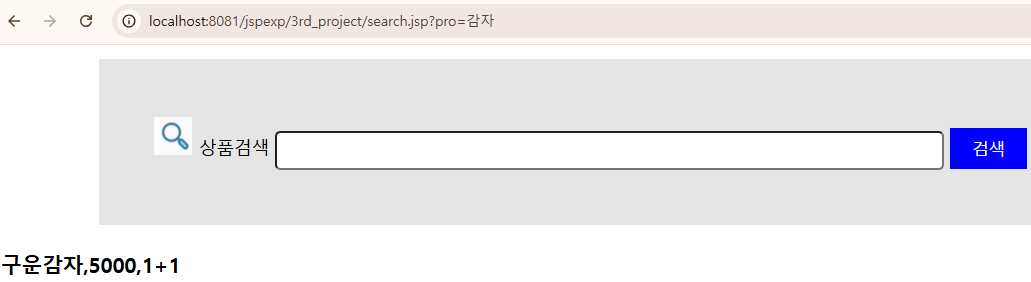 localhost:8081/jspexp/3rd_project/search.jsp?pro=감자
상품검색 검색
구운감자,5000,1+1